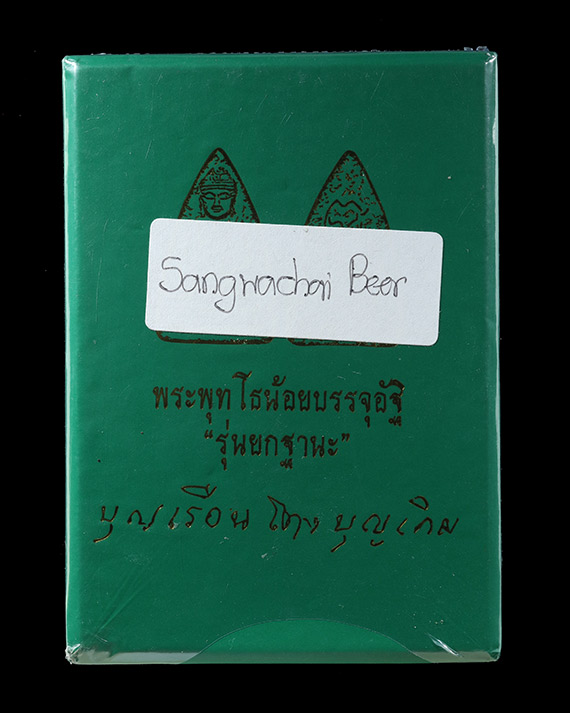 Sangwachai Beer
พระพุทโธน้อยบรรจุอัฐิ
“รุ่นยกฐานะ”
บุญเรือน โตงบุญเติม